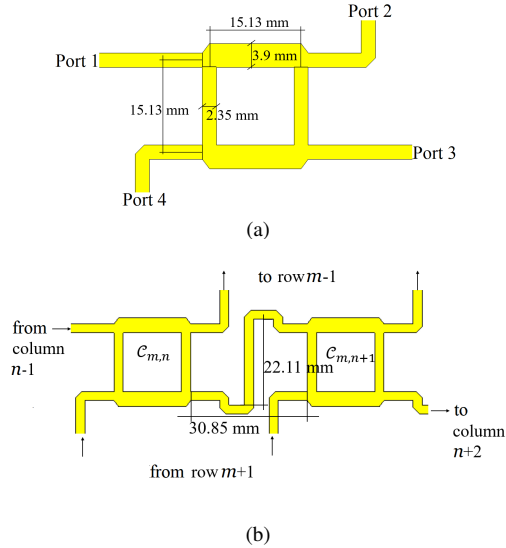 Port 2
15.13 mm
Port 1
3.9 mm
15.13 mm
2.35 mm
Port 3
Port 4
(a)
to row m-1
from
column
n-1
C_{m,n}
C_{m,n+1}
22.11 mm
30.85 mm
to
column
n+2
from row m+1
(b)